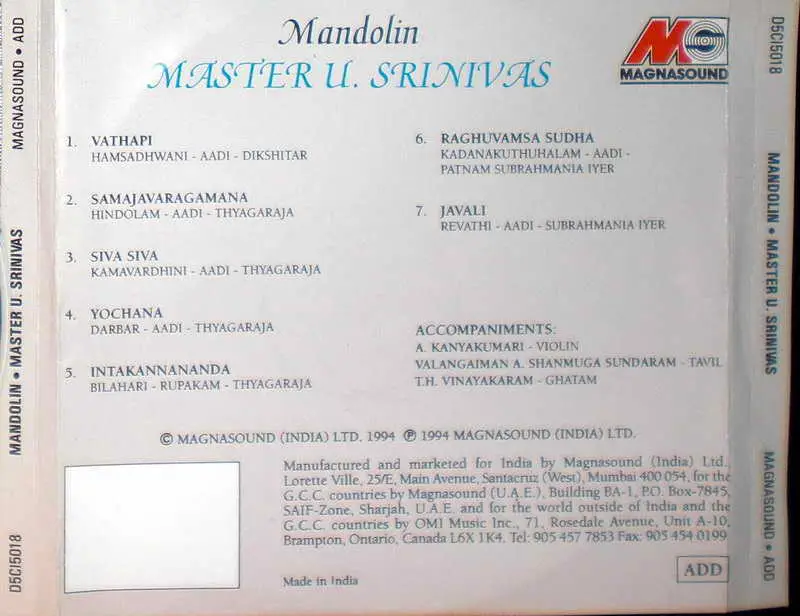 Mandolin
MASTER U. SRINIVAS
MC
MAGNASOUND
1. VATHAPI
HAMSADHWANI - AADI - DIKSHITAR
2. SAMAJAVARAGAMANA
HINDOLAM - AADI - THYAGARAJA
3. SIVA SIVA
KAMAVARDHINI - AADI - THYAGARAJA
4. YOCHANA
DARBAR - AADI - THYAGARAJA
5. INTAKANNANANDA
BILAHARI - RUPAKAM - THYAGARAJA
6. RAGHUVAMSA SUDHA
KADANAKUTHUHALAM - AADI -
PATNAM SUBRAHMANIA IYER
7. JAVALI
REVATHI - AADI - SUBRAHMANIA IYER
ACCOMPANIMENTS:
A. KANYAKUMARI - VIOLIN
VALANGAIMAN A. SHANMUGA SUNDARAM - TAVIL
T.H. VINAYAKARAM - GHATAM
© MAGNASOUND (INDIA) LTD. 1994 ℗ 1994 MAGNASOUND (INDIA) LTD.
Manufactured and marketed for India by Magnasound (India) Ltd.,
Lorette Ville, 25/E, Main Avenue, Santacruz (West), Mumbai 400 054, for the
G.C.C. countries by Magnasound (U.A.E.), Building BA-1, P.O. Box-7845,
SAIF-Zone, Sharjah, U.A.E. and for the world outside of India and the
G.C.C. countries by OMI Music Inc., 71, Rosedale Avenue, Unit A-10,
Brampton, Ontario, Canada L6X 1K4. Tel: 905 457 7853 Fax: 905 454 0199
Made in India
ADD
D5CI5018 MANDOLIN • MASTER U. SRINIVAS MAGNASOUND • ADD
D5CI5018 MANDOLIN • MASTER U. SRINIVAS MAGNASOUND • ADD